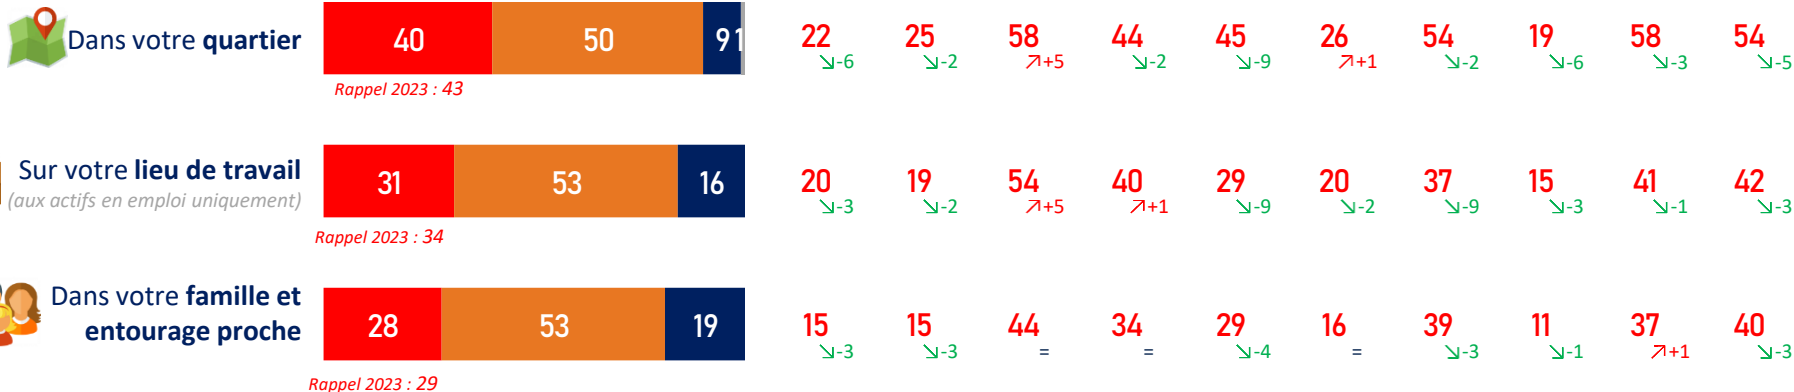 Dans votre quartier 40 50 9 1 22 25 58 44 45 26 54 19 58 54
↘-6 ↘-2 ↗+5 ↘-2 ↘-9 ↗+1 ↘-2 ↘-6 ↘-3 ↘-5
Rappel 2023 : 43
Sur votre lieu de travail 31 53 16 20 19 54 40 29 20 37 15 41 42
(aux actifs en emploi uniquement) ↘-3 ↘-2 ↗+5 ↗+1 ↘-9 ↘-2 ↘-9 ↘-3 ↘-1 ↘-3
Rappel 2023 : 34
Dans votre famille et
entourage proche 28 53 19 15 15 44 34 29 16 39 11 37 40
↘-3 ↘-3 = = ↘-4 = ↘-3 ↘-1 ↗+1 ↘-3
Rappel 2023 : 29